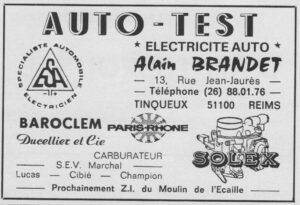 AUTO - TEST
SPECIALISTE AUTOMOBILE
ELECTRICIEN
★ ELECTRICITE AUTO ★
Alain BRANDET
— 13, Rue Jean-Jaurès —
— Téléphone (26) 88.01.76 —
TINQUEUX 51100 REIMS
BAROCLEM
PARIS-RHONE
Ducellier et Cie
SOLEX
CARBURATEUR
S.E.V. Marchal
Lucas — Cibié — Champion
Prochainement Z.I. du Moulin de l'Ecaille